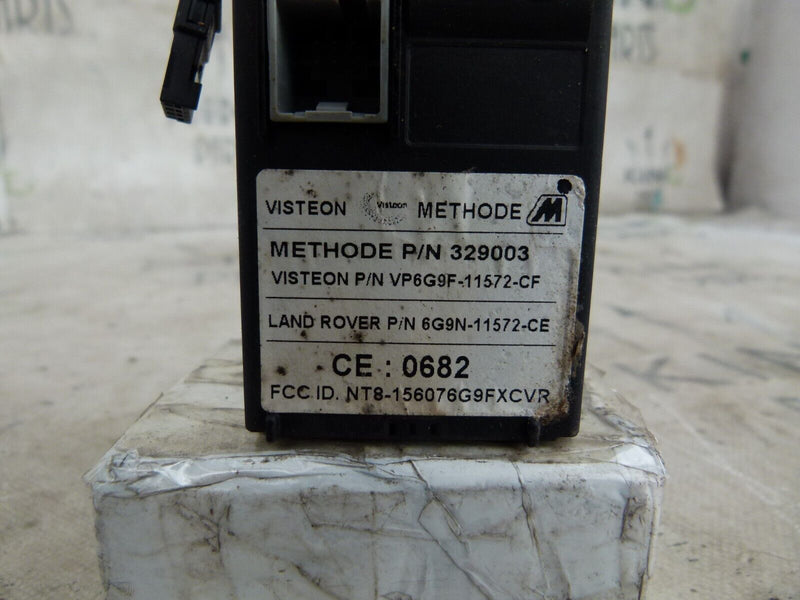 VISTEON Visteon METHODE M
METHODE P/N 329003
VISTEON P/N VP6G9F-11572-CF
LAND ROVER P/N 6G9N-11572-CE
CE : 0682
FCC ID. NT8-156076G9FXCVR